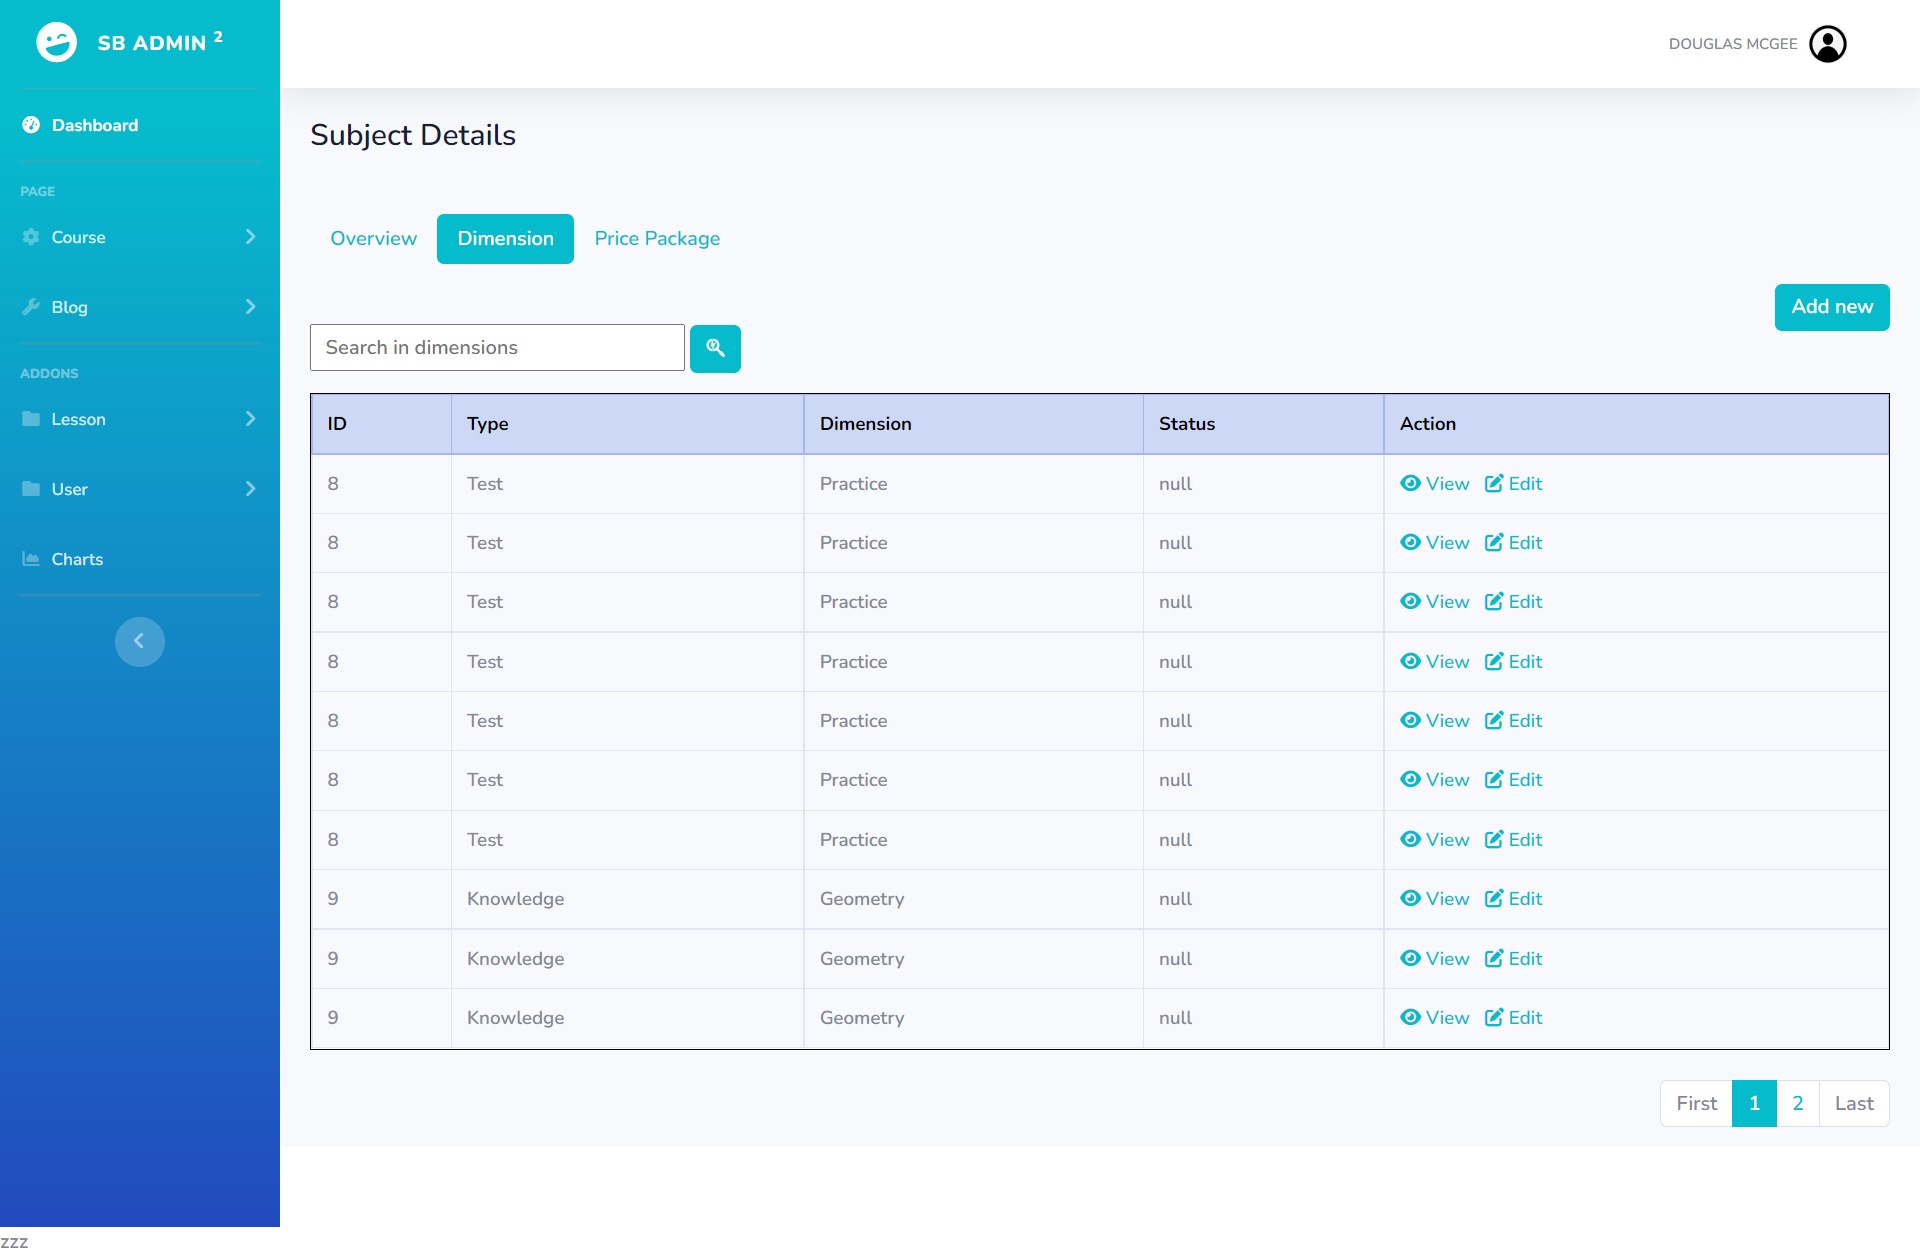 SB ADMIN 2
DOUGLAS MCGEE
Dashboard
PAGE
Course
Blog
ADDONS
Lesson
User
Charts
Subject Details
Overview Dimension Price Package
Add new
Search in dimensions
ID Type Dimension Status Action
8 Test Practice null View Edit
8 Test Practice null View Edit
8 Test Practice null View Edit
8 Test Practice null View Edit
8 Test Practice null View Edit
8 Test Practice null View Edit
8 Test Practice null View Edit
9 Knowledge Geometry null View Edit
9 Knowledge Geometry null View Edit
9 Knowledge Geometry null View Edit
First 1 2 Last
zzz